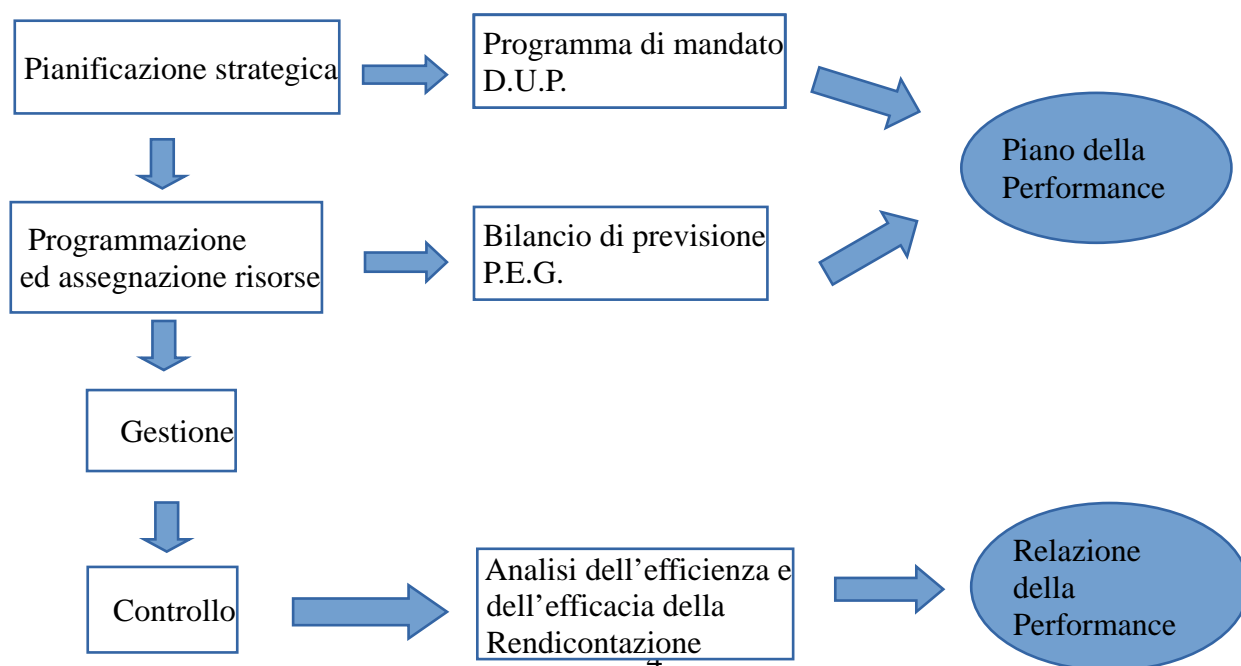 Pianificazione strategica
Programma di mandato
D.U.P.
Piano della
Performance
Programmazione
ed assegnazione risorse
Bilancio di previsione
P.E.G.
Gestione
Controllo
Analisi dell’efficienza e
dell’efficacia della
Rendicontazione
Relazione
della
Performance
4